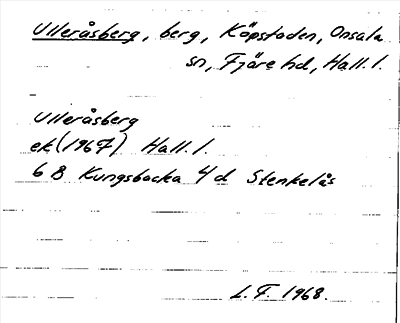 Ulleråsberg, berg, Köpstaden, Onsala
sn, Fjäre hd, Hall. l.
Ulleråsberg
ek (1967) Hall. l.
6 B Kungsbacka 4 d Stenkelås
L. F. 1968.